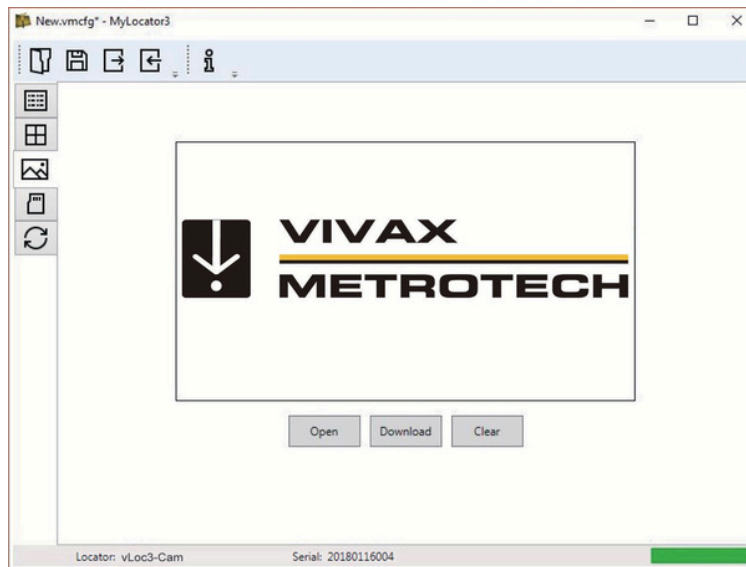 New.vmcfg* - MyLocator3
VIVAX
METROTECH
Open Download Clear
Locator: vLoc3-Cam Serial: 20180116004